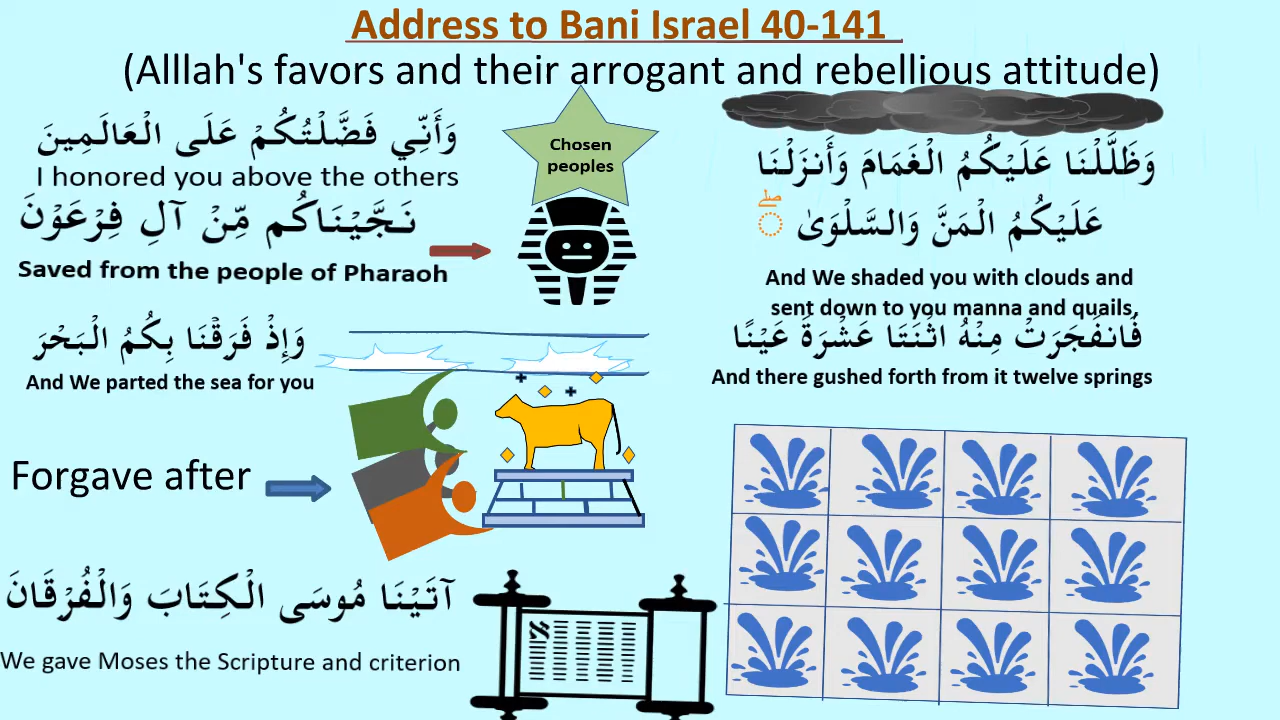 Address to Bani Israel 40-141
(Alllah's favors and their arrogant and rebellious attitude)
وَأَنِّي فَضَّلْتُكُمْ عَلَى الْعَالَمِينَ
I honored you above the others
نَجَّيْنَاكُم مِّنْ آلِ فِرْعَوْنَ
Saved from the people of Pharaoh
Chosen
peoples
وَإِذْ فَرَقْنَا بِكُمُ الْبَحْرَ
And We parted the sea for you
Forgave after
آتَيْنَا مُوسَى الْكِتَابَ وَالْفُرْقَانَ
We gave Moses the Scripture and criterion
وَظَلَّلْنَا عَلَيْكُمُ الْغَمَامَ وَأَنزَلْنَا
عَلَيْكُمُ الْمَنَّ وَالسَّلْوَىٰ ۖ
And We shaded you with clouds and
sent down to you manna and quails,
فَانفَجَرَتْ مِنْهُ اثْنَتَا عَشْرَةَ عَيْنًا
And there gushed forth from it twelve springs